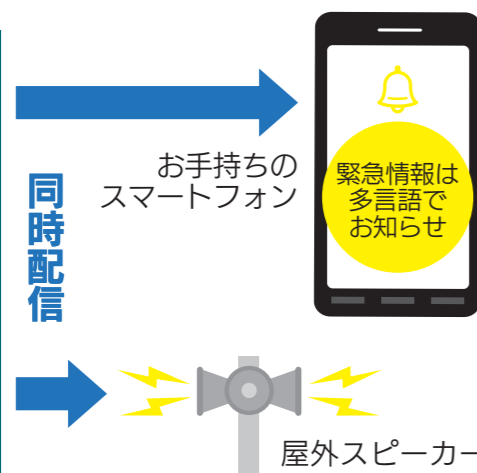 同時配信
お手持ちの
スマートフォン
緊急情報は
多言語で
お知らせ
屋外スピーカー